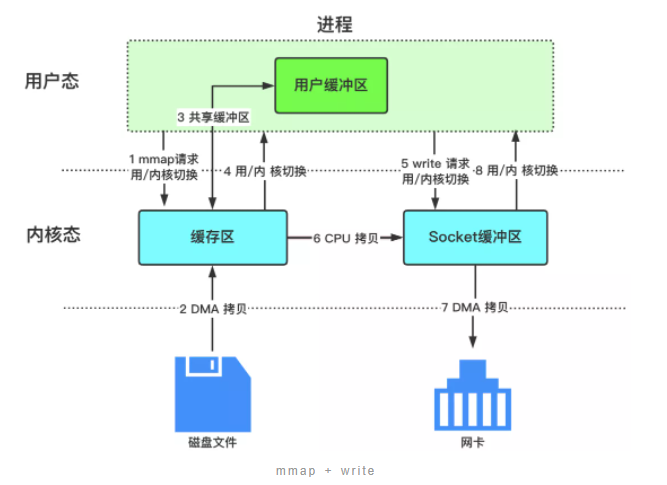 进程
用户态
用户缓冲区
3 共享缓冲区
1 mmap请求
用/内核切换
4 用/内 核切换
5 write 请求
用/内核切换
8 用/内 核切换
内核态
缓存区
6 CPU 拷贝
Socket缓冲区
2 DMA 拷贝
7 DMA 拷贝
磁盘文件
网卡
mmap + write